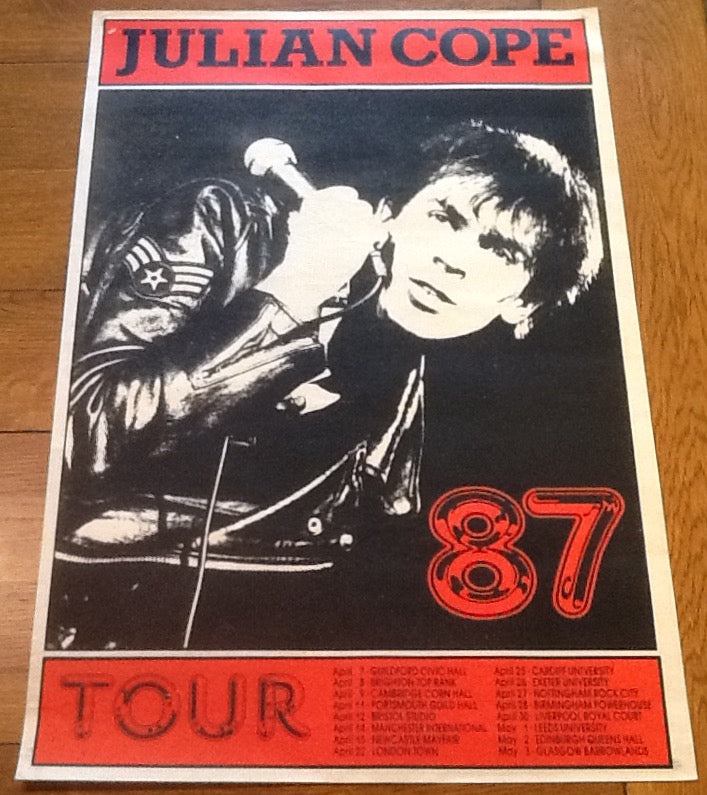 JULIAN COPE
87
TOUR
April 7 · GUILDFORD CIVIC HALL
April 8 · BRIGHTON TOP RANK
April 9 · CAMBRIDGE CORN HALL
April 11 · PORTSMOUTH GUILD HALL
April 12 · BRISTOL STUDIO
April 14 · MANCHESTER INTERNATIONAL
April · NEWCASTLE MAYFAIR
April 22 · LONDON TOWN
April 25 · CARDIFF UNIVERSITY
April 26 · EXETER UNIVERSITY
April 27 · NOTTINGHAM ROCK CITY
April 28 · BIRMINGHAM POWERHOUSE
April 30 · LIVERPOOL ROYAL COURT
May 1 · LEEDS UNIVERSITY
May 2 · EDINBURGH QUEENS HALL
May 3 · GLASGOW BARROWLANDS